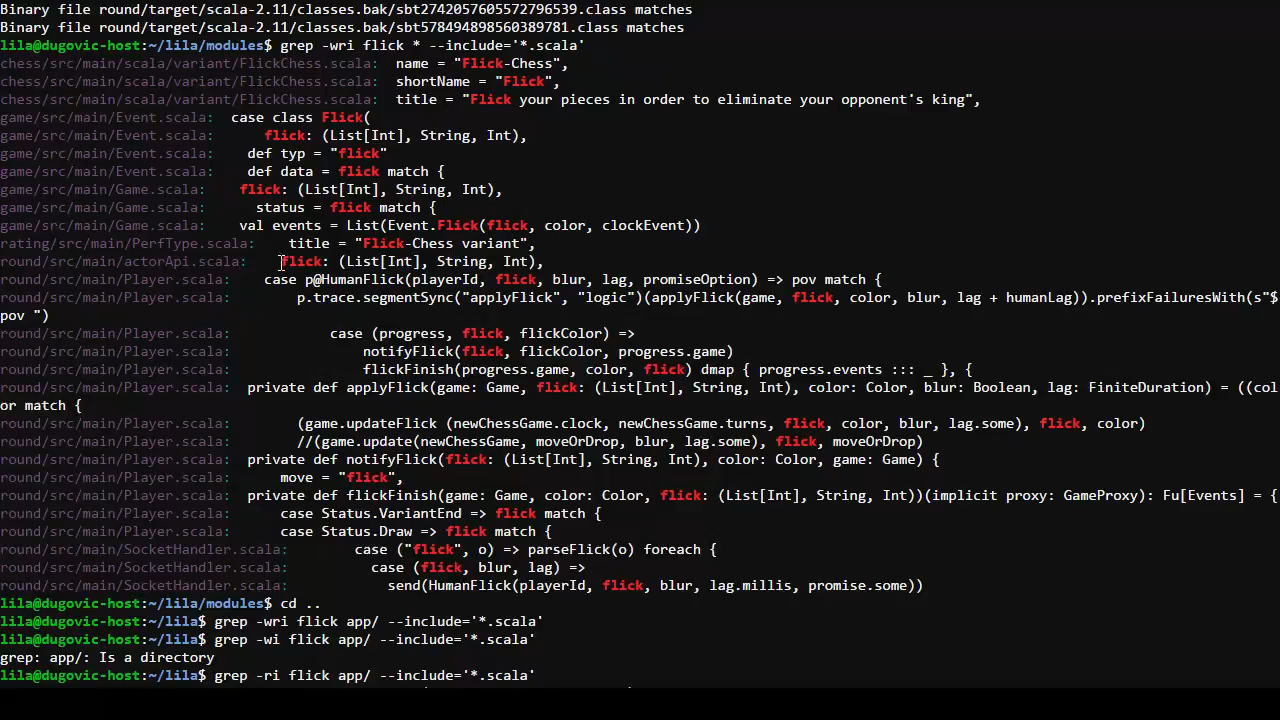 Binary file round/target/scala-2.11/classes.bak/sbt2742057605572796539.class matches
Binary file round/target/scala-2.11/classes.bak/sbt578494898560389781.class matches
lila@dugovic-host:~/lila/modules$ grep -wri flick * --include='*.scala'
chess/src/main/scala/variant/FlickChess.scala:  name = "Flick-Chess",
chess/src/main/scala/variant/FlickChess.scala:  shortName = "Flick",
chess/src/main/scala/variant/FlickChess.scala:  title = "Flick your pieces in order to eliminate your opponent's king",
game/src/main/Event.scala:  case class Flick(
game/src/main/Event.scala:      flick: (List[Int], String, Int),
game/src/main/Event.scala:    def typ = "flick"
game/src/main/Event.scala:    def data = flick match {
game/src/main/Game.scala:    flick: (List[Int], String, Int),
game/src/main/Game.scala:      status = flick match {
game/src/main/Game.scala:    val events = List(Event.Flick(flick, color, clockEvent))
rating/src/main/PerfType.scala:    title = "Flick-Chess variant",
round/src/main/actorApi.scala:    flick: (List[Int], String, Int),
round/src/main/Player.scala:    case p@HumanFlick(playerId, flick, blur, lag, promiseOption) => pov match {
round/src/main/Player.scala:        p.trace.segmentSync("applyFlick", "logic")(applyFlick(game, flick, color, blur, lag + humanLag)).prefixFailuresWith(s"$
pov ")
round/src/main/Player.scala:            case (progress, flick, flickColor) =>
round/src/main/Player.scala:                notifyFlick(flick, flickColor, progress.game)
round/src/main/Player.scala:                flickFinish(progress.game, color, flick) dmap { progress.events ::: _ }, {
round/src/main/Player.scala:  private def applyFlick(game: Game, flick: (List[Int], String, Int), color: Color, blur: Boolean, lag: FiniteDuration) = ((col
or match {
round/src/main/Player.scala:        (game.updateFlick (newChessGame.clock, newChessGame.turns, flick, color, blur, lag.some), flick, color)
round/src/main/Player.scala:        //(game.update(newChessGame, moveOrDrop, blur, lag.some), flick, moveOrDrop)
round/src/main/Player.scala:  private def notifyFlick(flick: (List[Int], String, Int), color: Color, game: Game) {
round/src/main/Player.scala:      move = "flick",
round/src/main/Player.scala:  private def flickFinish(game: Game, color: Color, flick: (List[Int], String, Int))(implicit proxy: GameProxy): Fu[Events] = {
round/src/main/Player.scala:      case Status.VariantEnd => flick match {
round/src/main/Player.scala:      case Status.Draw => flick match {
round/src/main/SocketHandler.scala:        case ("flick", o) => parseFlick(o) foreach {
round/src/main/SocketHandler.scala:          case (flick, blur, lag) =>
round/src/main/SocketHandler.scala:            send(HumanFlick(playerId, flick, blur, lag.millis, promise.some))
lila@dugovic-host:~/lila/modules$ cd ..
lila@dugovic-host:~/lila$ grep -wri flick app/ --include='*.scala'
lila@dugovic-host:~/lila$ grep -wi flick app/ --include='*.scala'
grep: app/: Is a directory
lila@dugovic-host:~/lila$ grep -ri flick app/ --include='*.scala'